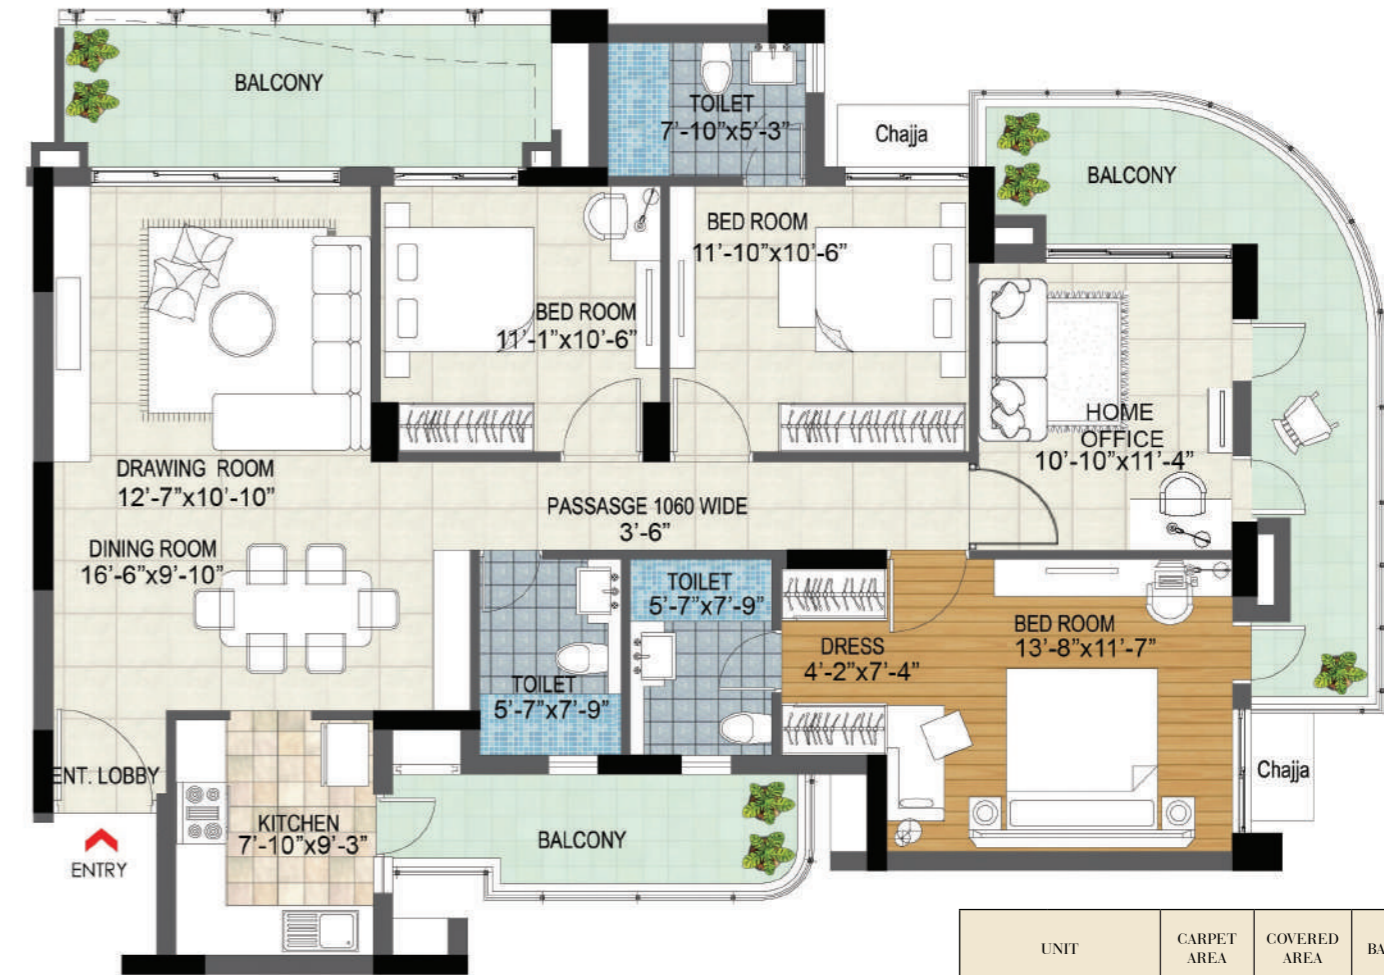 BALCONY
TOILET
7'-10"x5'-3"
Chajja
BALCONY
BED ROOM
11'-10"x10'-6"
BED ROOM
11'-1"x10'-6"
HOME
OFFICE
10'-10"x11'-4"
DRAWING ROOM
12'-7"x10'-10"
PASSASGE 1060 WIDE
3'-6"
DINING ROOM
16'-6"x9'-10"
TOILET
5'-7"x7'-9"
BED ROOM
13'-8"x11'-7"
DRESS
4'-2"x7'-4"
TOILET
5'-7"x7'-9"
ENT. LOBBY
Chajja
KITCHEN
7'-10"x9'-3"
BALCONY
ENTRY
UNIT
CARPET
AREA
COVERED
AREA